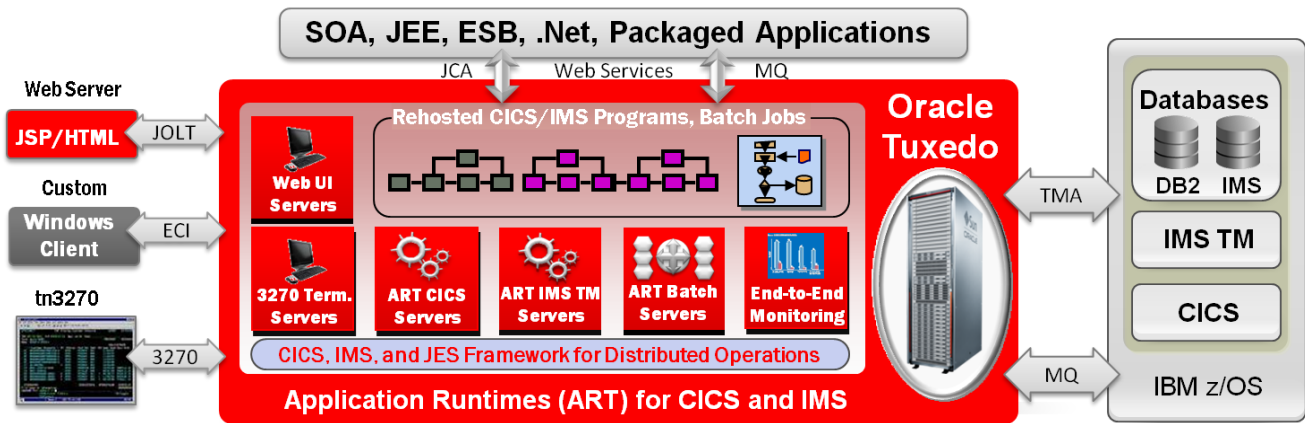 SOA, JEE, ESB, .Net, Packaged Applications
JCA
Web Services
MQ
Web Server
JSP/HTML
JOLT
Custom
Windows
Client
ECI
tn3270
3270
Rehosted CICS/IMS Programs, Batch Jobs
Web UI
Servers
3270 Term.
Servers
ART CICS
Servers
ART IMS TM
Servers
ART Batch
Servers
End-to-End
Monitoring
CICS, IMS, and JES Framework for Distributed Operations
Application Runtimes (ART) for CICS and IMS
Oracle
Tuxedo
Sun
TMA
MQ
Databases
DB2
IMS
IMS TM
CICS
IBM z/OS